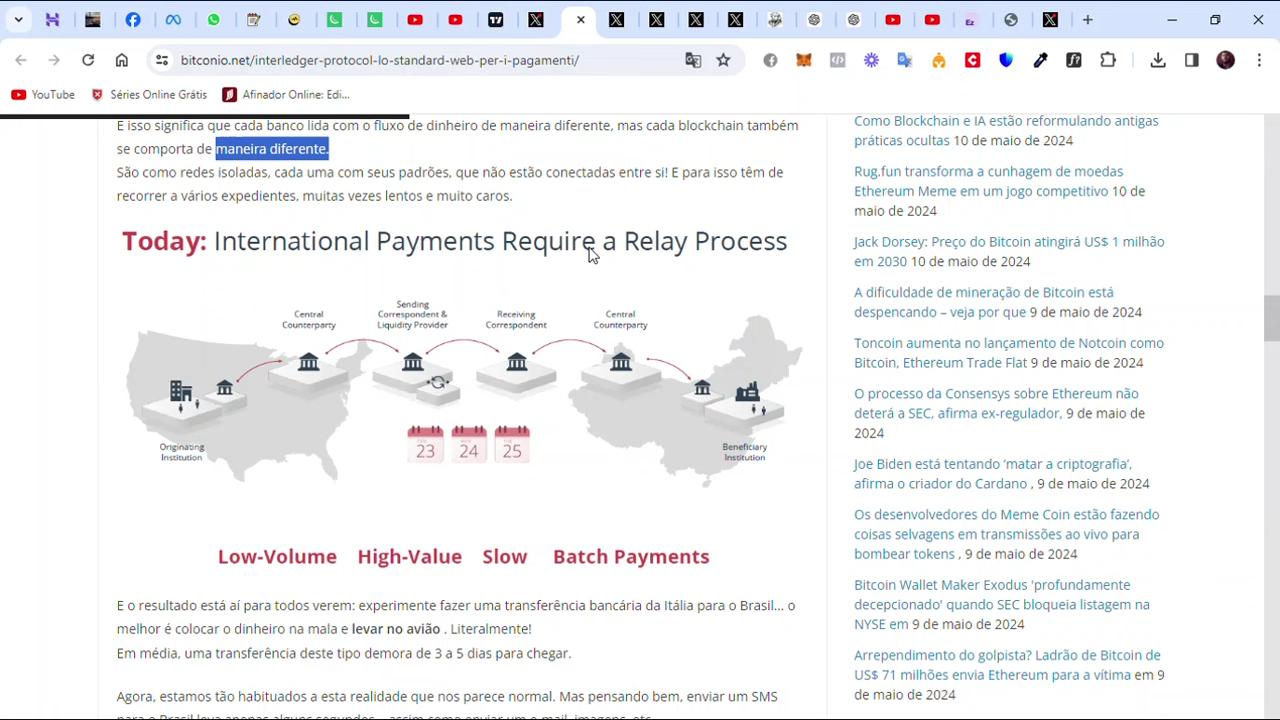 bitconio.net/interledger-protocol-lo-standard-web-per-i-pagamenti/
YouTube
Séries Online Grátis
Afinador Online: Edi...
E isso significa que cada banco lida com o fluxo de dinheiro de maneira diferente, mas cada blockchain também
se comporta de maneira diferente.
São como redes isoladas, cada uma com seus padrões, que não estão conectadas entre si! E para isso têm de
recorrer a vários expedientes, muitas vezes lentos e muito caros.
Today: International Payments Require a Relay Process
Sending
Correspondent &
Liquidity Provider
Central
Counterparty
Receiving
Correspondent
Central
Counterparty
23
24
25
Originating
Institution
Beneficiary
Institution
Low-Volume High-Value Slow Batch Payments
E o resultado está aí para todos verem: experimente fazer uma transferência bancária da Itália para o Brasil... o
melhor é colocar o dinheiro na mala e levar no avião . Literalmente!
Em média, uma transferência deste tipo demora de 3 a 5 dias para chegar.
Agora, estamos tão habituados a esta realidade que nos parece normal. Mas pensando bem, enviar um SMS
para o Brasil leva apenas alguns segundos... assim como enviar um e-mail, imagens, etc.
Como Blockchain e IA estão reformulando antigas
práticas ocultas 10 de maio de 2024
Rug.fun transforma a cunhagem de moedas
Ethereum Meme em um jogo competitivo 10 de
maio de 2024
Jack Dorsey: Preço do Bitcoin atingirá US$ 1 milhão
em 2030 10 de maio de 2024
A dificuldade de mineração de Bitcoin está
despencando – veja por que 9 de maio de 2024
Toncoin aumenta no lançamento de Notcoin como
Bitcoin, Ethereum Trade Flat 9 de maio de 2024
O processo da Consensys sobre Ethereum não
deterá a SEC, afirma ex-regulador, 9 de maio de
2024
Joe Biden está tentando ‘matar a criptografia’,
afirma o criador do Cardano , 9 de maio de 2024
Os desenvolvedores do Meme Coin estão fazendo
coisas selvagens em transmissões ao vivo para
bombear tokens , 9 de maio de 2024
Bitcoin Wallet Maker Exodus 'profundamente
decepcionado' quando SEC bloqueia listagem na
NYSE em 9 de maio de 2024
Arrependimento do golpista? Ladrão de Bitcoin de
US$ 71 milhões envia Ethereum para a vítima em 9
de maio de 2024